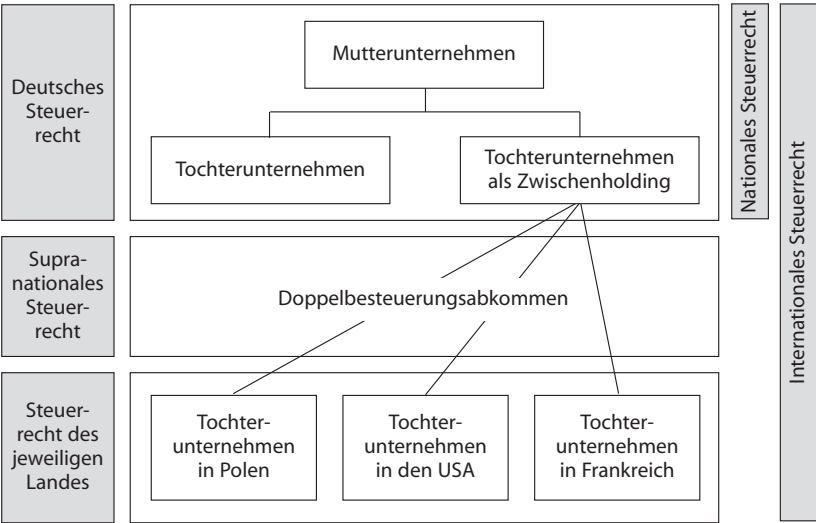 Deutsches
Steuer-
recht
Mutterunternehmen
Tochterunternehmen
Tochterunternehmen
als Zwischenholding
Nationales Steuerrecht
Internationales Steuerrecht
Supra-
nationales
Steuer-
recht
Doppelbesteuerungsabkommen
Steuer-
recht des
jeweiligen
Landes
Tochter-
unternehmen
in Polen
Tochter-
unternehmen
in den USA
Tochter-
unternehmen
in Frankreich